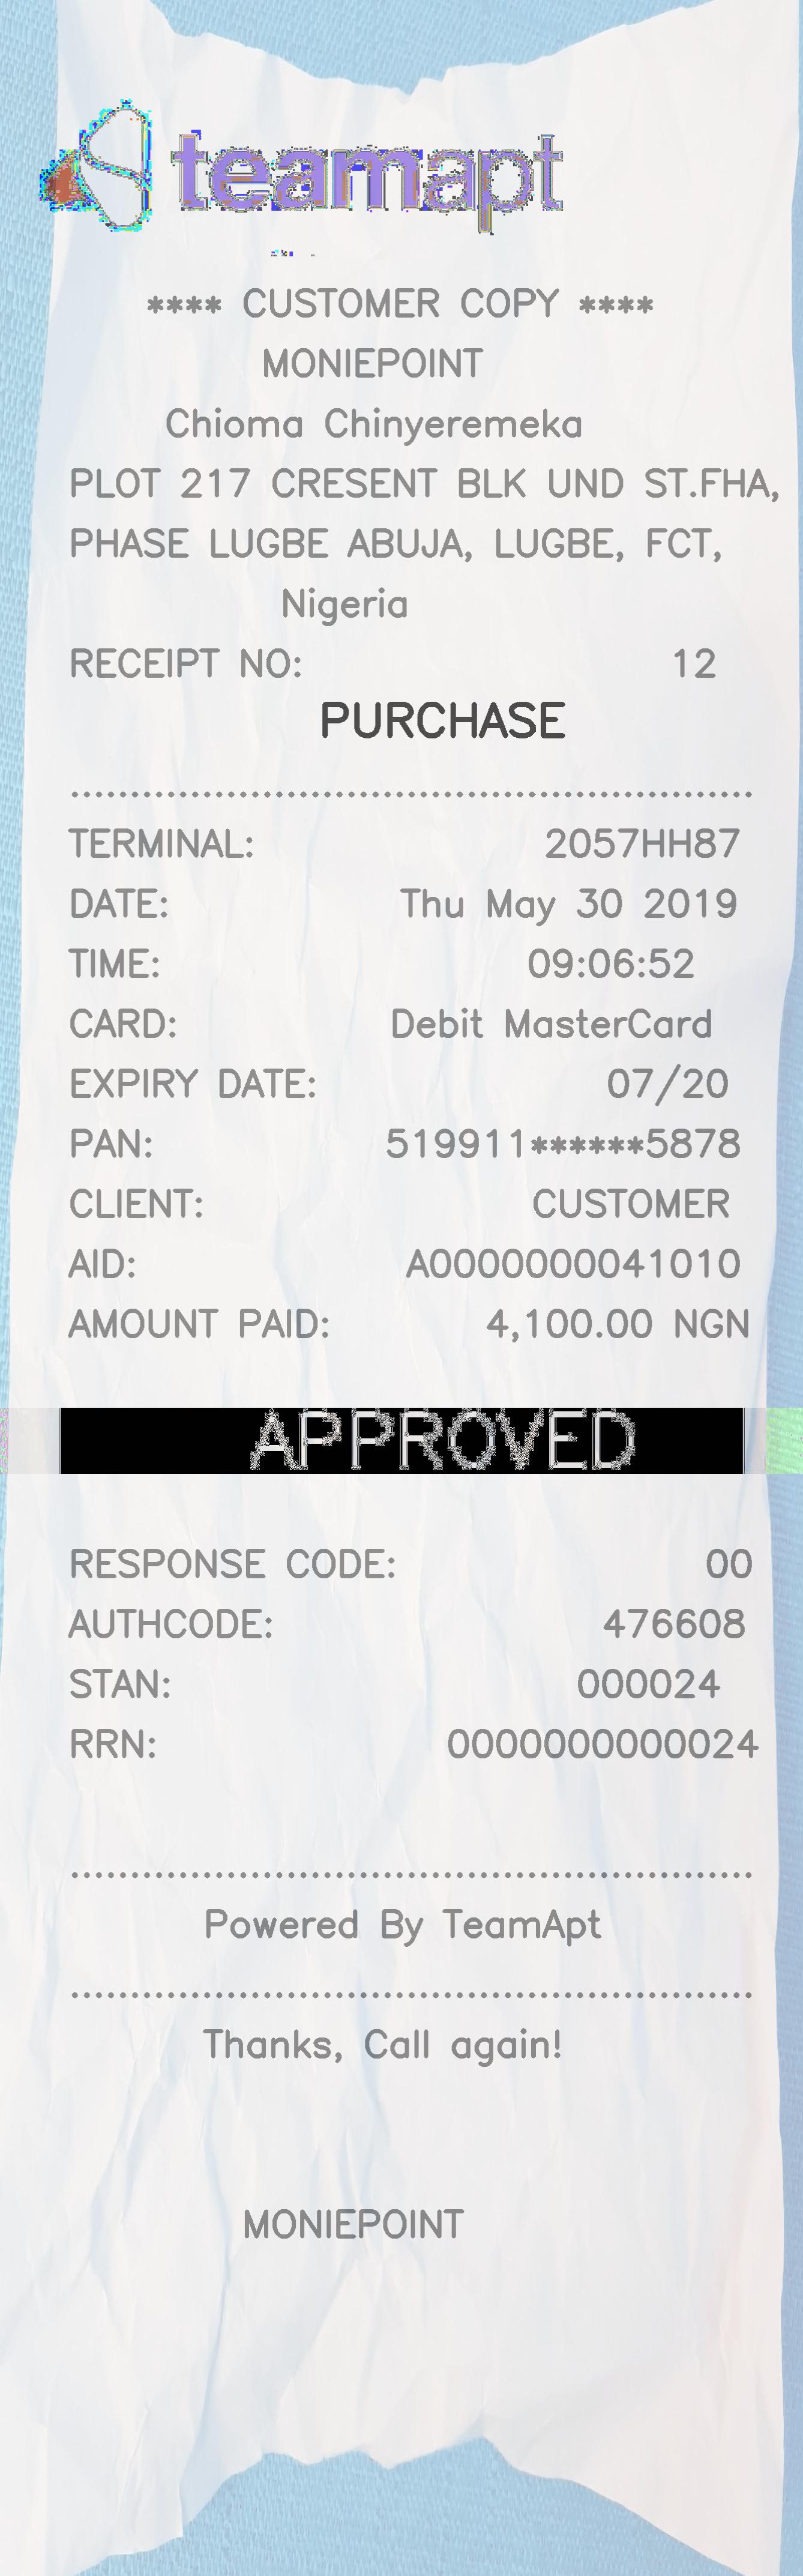 teamapt
**** CUSTOMER COPY ****
MONIEPOINT
Chioma Chinyeremeka
PLOT 217 CRESENT BLK UND ST.FHA,
PHASE LUGBE ABUJA, LUGBE, FCT,
Nigeria
RECEIPT NO: 12
PURCHASE
........................................................
TERMINAL: 2057HH87
DATE: Thu May 30 2019
TIME: 09:06:52
CARD: Debit MasterCard
EXPIRY DATE: 07/20
PAN: 519911******5878
CLIENT: CUSTOMER
AID: A0000000041010
AMOUNT PAID: 4,100.00 NGN
APPROVED
RESPONSE CODE: 00
AUTHCODE: 476608
STAN: 000024
RRN: 0000000000024
........................................................
Powered By TeamApt
........................................................
Thanks, Call again!
MONIEPOINT